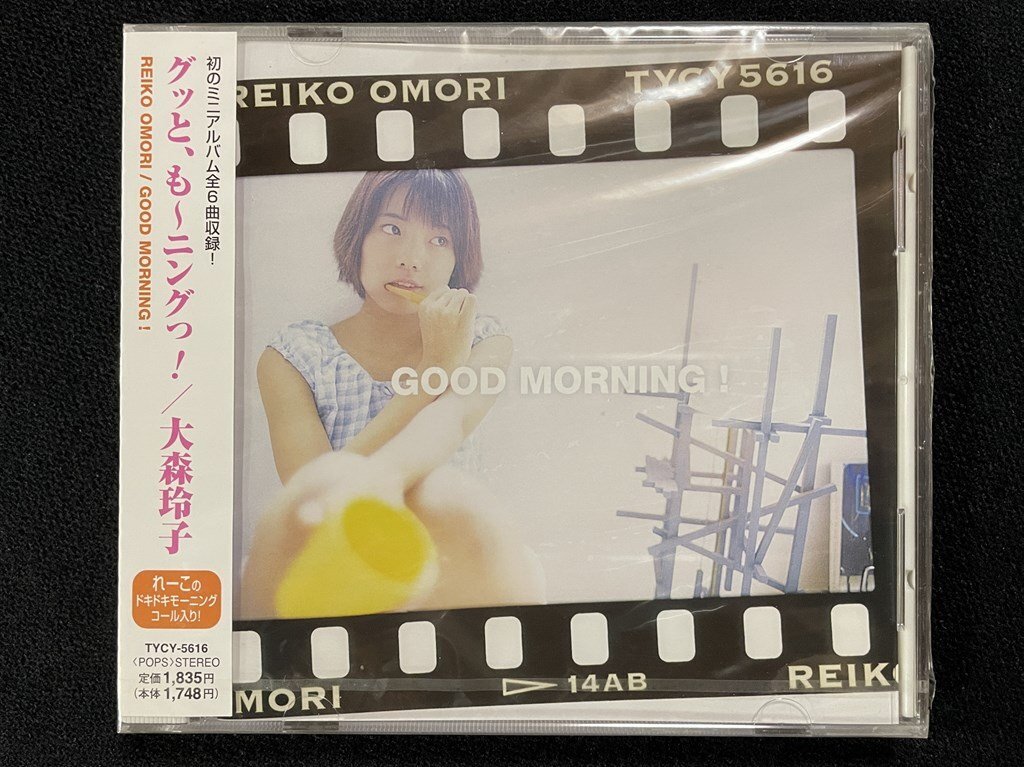 初のミニアルバム全6曲収録!
グッと、も〜ニングっ!/大森玲子
REIKO OMORI / GOOD MORNING !
れーこの
ドキドキモーニング
コール入り!
TYCY-5616
〈POPS〉STEREO
定価1,835円
(本体1,748円)
REIKO OMORI
TYCY 5616
GOOD MORNING !
OMORI
14AB
REIKO